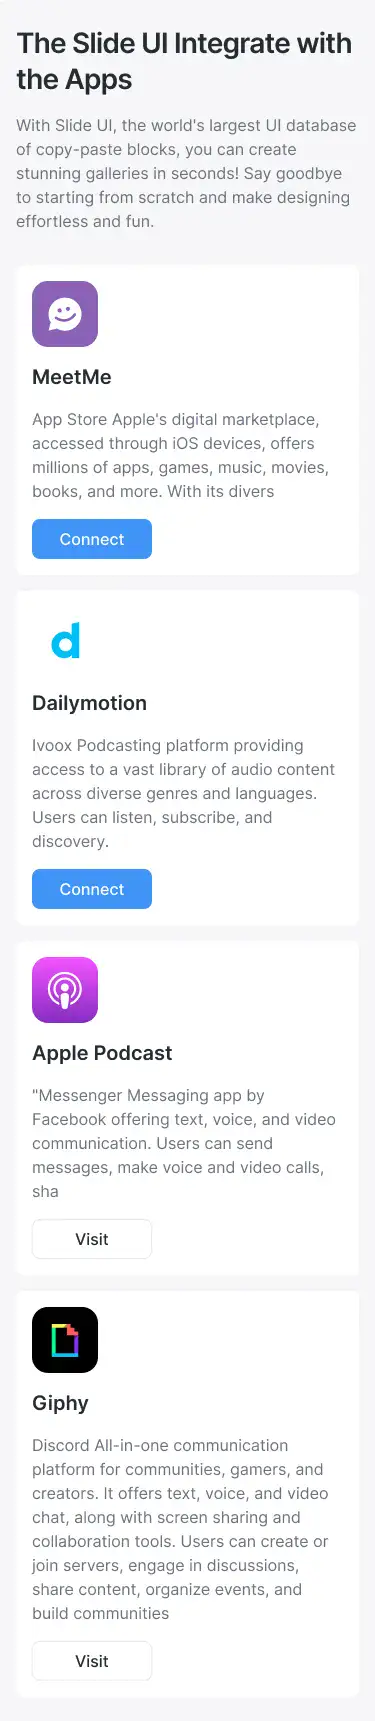 The Slide UI Integrate with
the Apps
With Slide UI, the world's largest UI database
of copy-paste blocks, you can create
stunning galleries in seconds! Say goodbye
to starting from scratch and make designing
effortless and fun.
MeetMe
App Store Apple's digital marketplace,
accessed through iOS devices, offers
millions of apps, games, music, movies,
books, and more. With its divers
Connect
d
Dailymotion
Ivoox Podcasting platform providing
access to a vast library of audio content
across diverse genres and languages.
Users can listen, subscribe, and
discovery.
Connect
Apple Podcast
"Messenger Messaging app by
Facebook offering text, voice, and video
communication. Users can send
messages, make voice and video calls,
sha
Visit
Giphy
Discord All-in-one communication
platform for communities, gamers, and
creators. It offers text, voice, and video
chat, along with screen sharing and
collaboration tools. Users can create or
join servers, engage in discussions,
share content, organize events, and
build communities
Visit